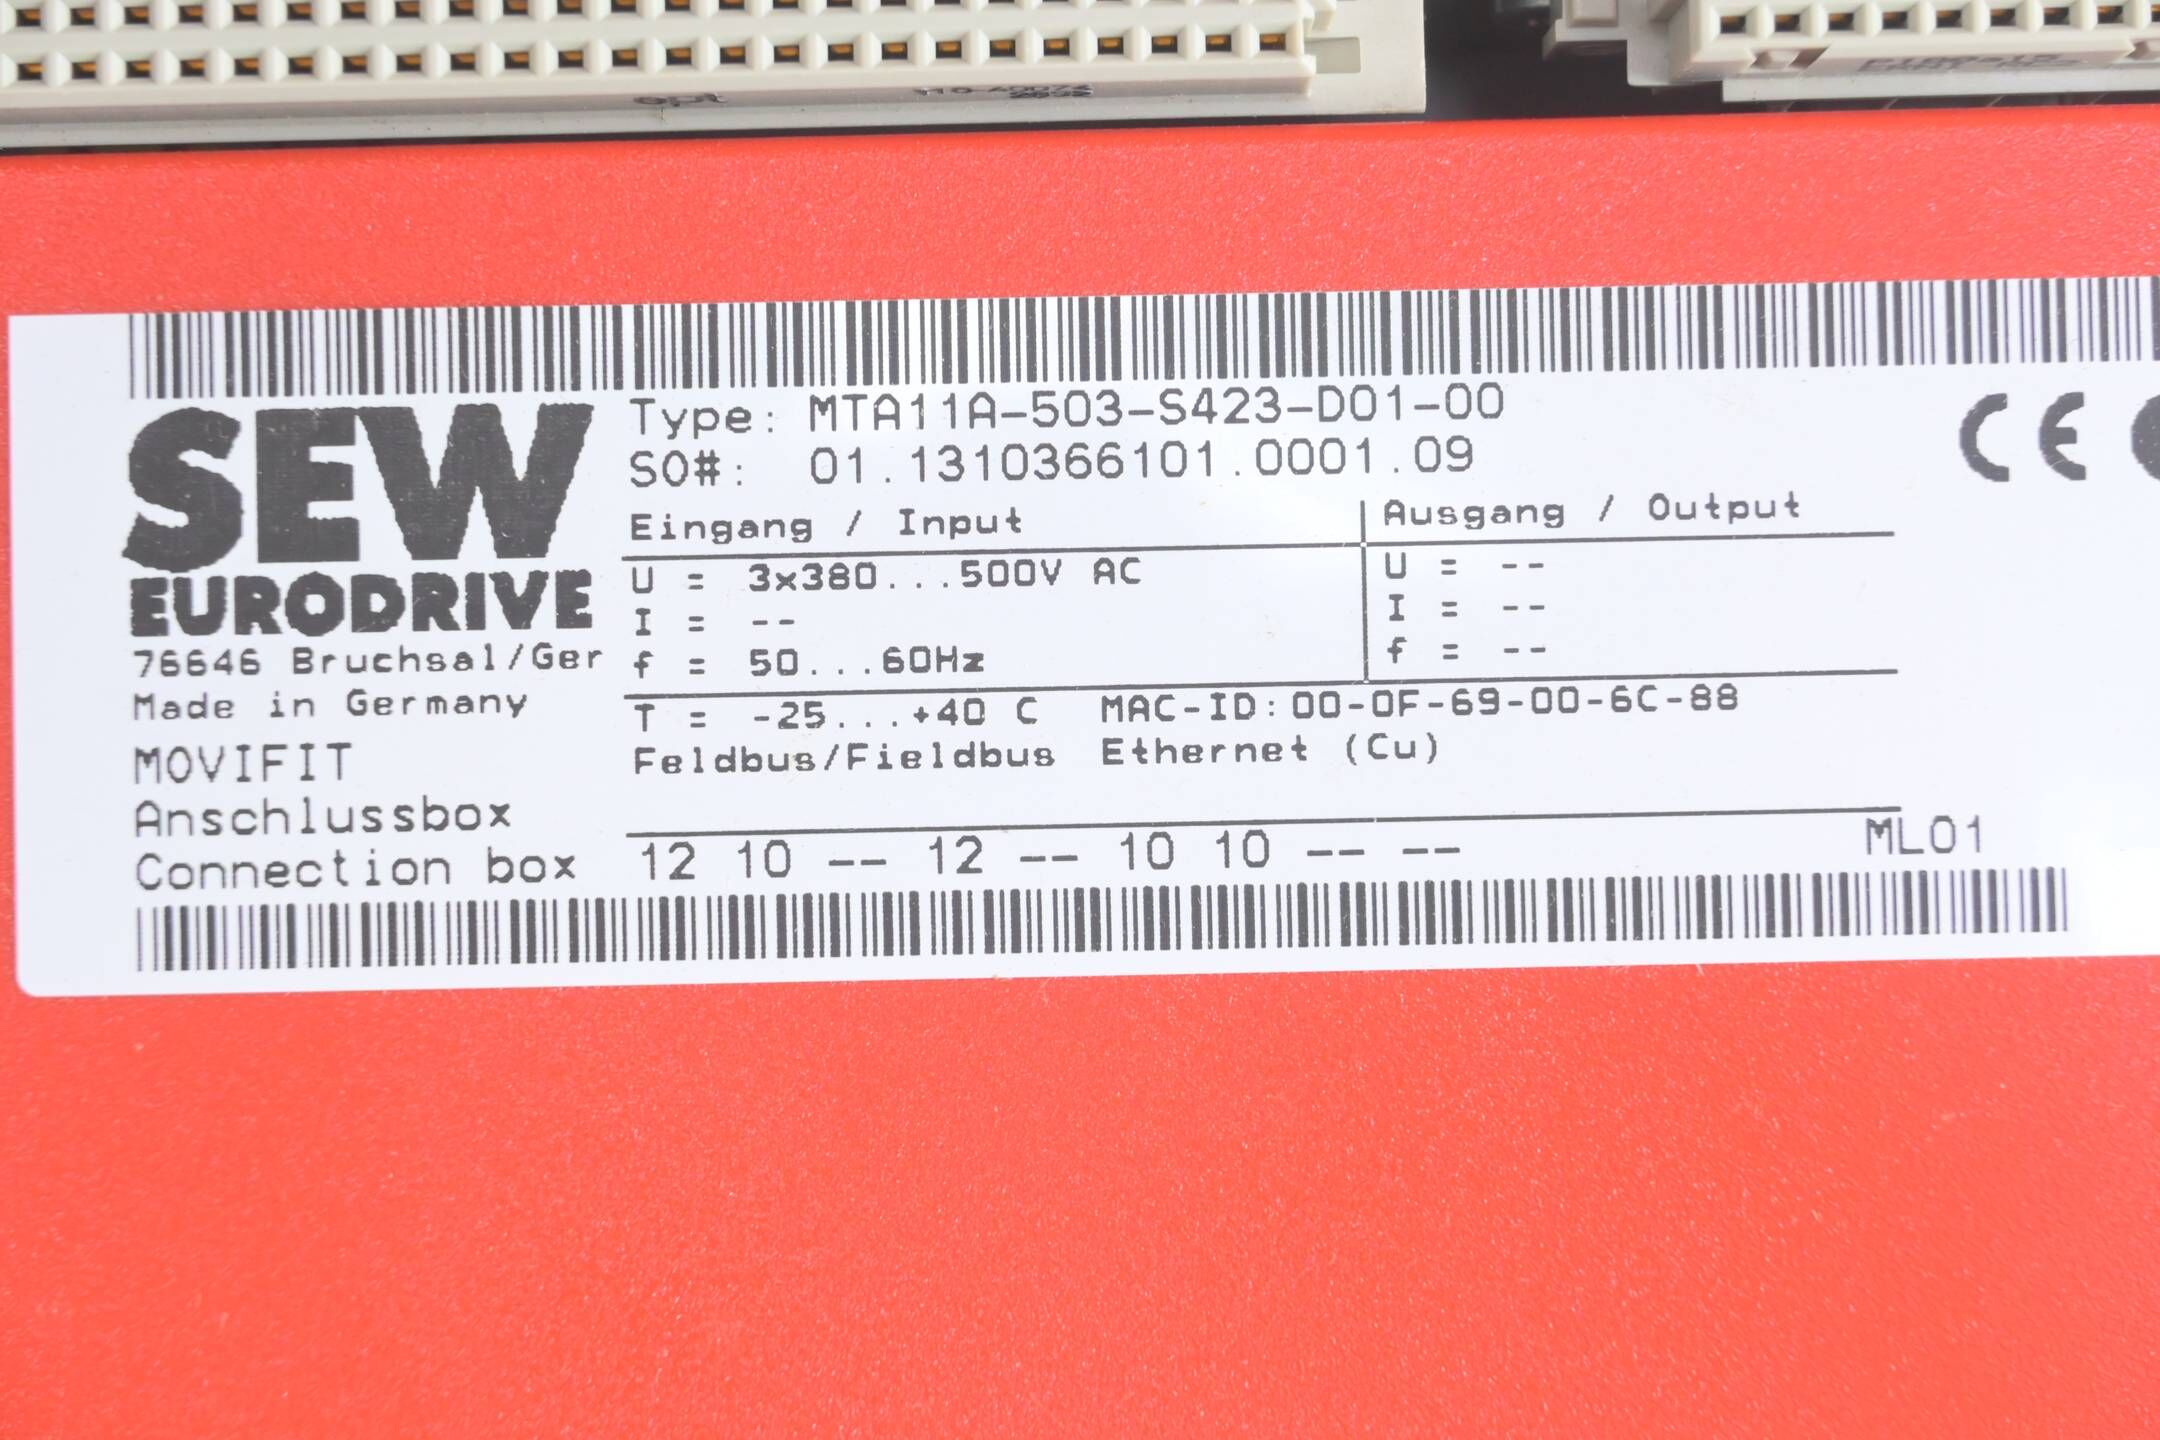 opt
SEW
EURODRIVE
76646 Bruchsal/Ger
Made in Germany
MOVIFIT
Anschlussbox
Connection box
Type: MTA11A-503-S423-D01-00
SO#: 01.1310366101.0001.09
Eingang / Input
U = 3x380...500V AC
I = --
f = 50...60Hz
Ausgang / Output
U = --
I = --
f = --
T = -25...+40 C MAC-ID:00-0F-69-00-6C-88
Feldbus/Fieldbus Ethernet (Cu)
12 10 -- 12 -- 10 10 -- --
ML01
CE